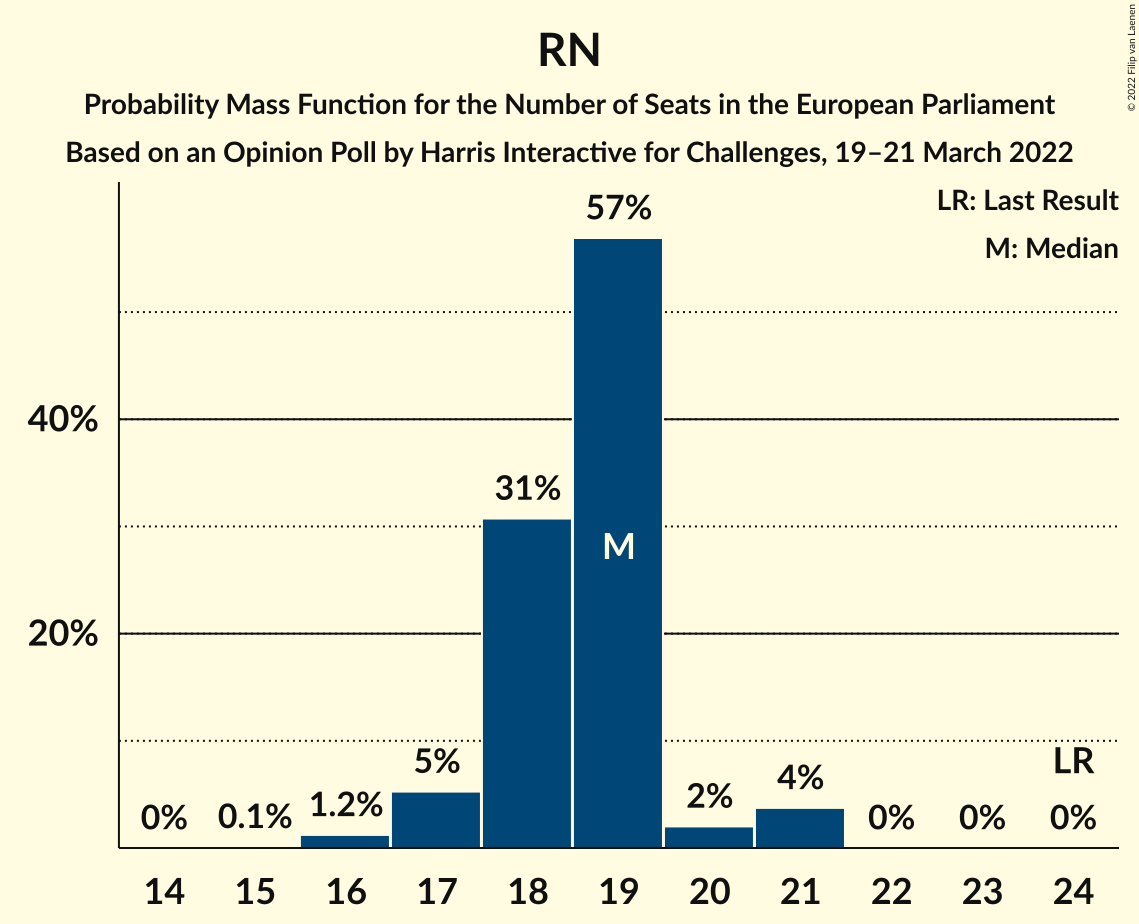 RN
Probability Mass Function for the Number of Seats in the European Parliament
Based on an Opinion Poll by Harris Interactive for Challenges, 19–21 March 2022
© 2022 Filip van Laenen
LR: Last Result
M: Median
57%
40%
31%
M
20%
LR
5%
4%
2%
1.2%
0%
0.1%
0%
0%
0%
14 15 16 17 18 19 20 21 22 23 24